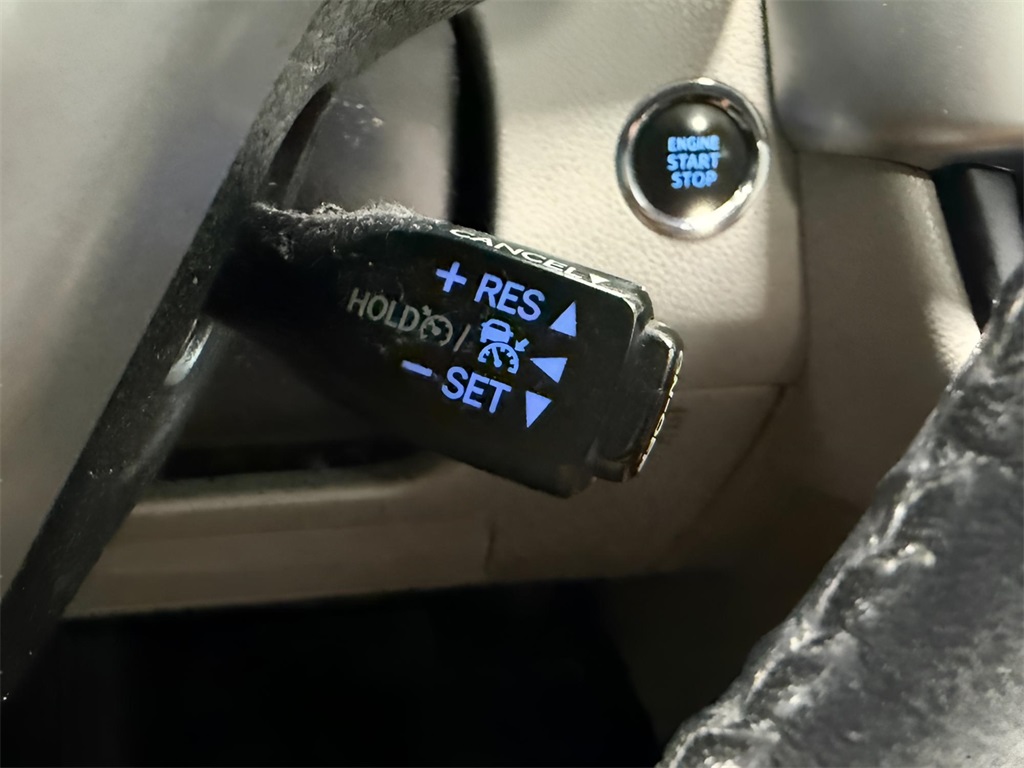 ENGINE
START
STOP
CANCEL
+ RES
HOLD /
- SET